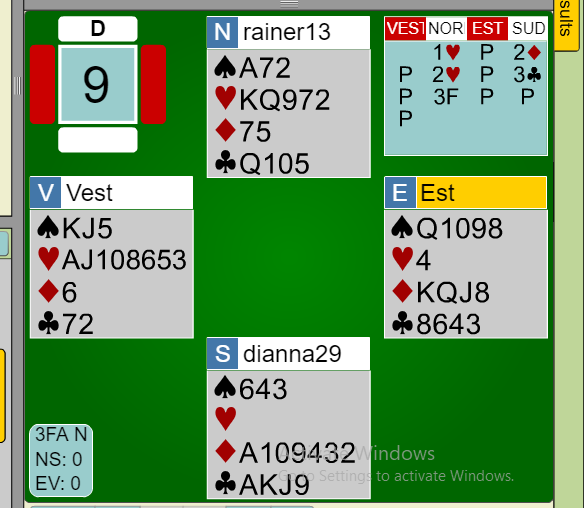 sults
D
9
N rainer13
♠A72
♥KQ972
♦75
♣Q105
VEST NOR EST SUD
1♥ P 2♦
P 2♥ P 3♣
P 3F P P
P
V Vest
♠KJ5
♥AJ108653
♦6
♣72
E Est
♠Q1098
♥4
♦KQJ8
♣8643
S dianna29
♠643
♥
♦A109432
♣AKJ9
3FA N
NS: 0
EV: 0
Activate Windows
Go to Settings to activate Windows.